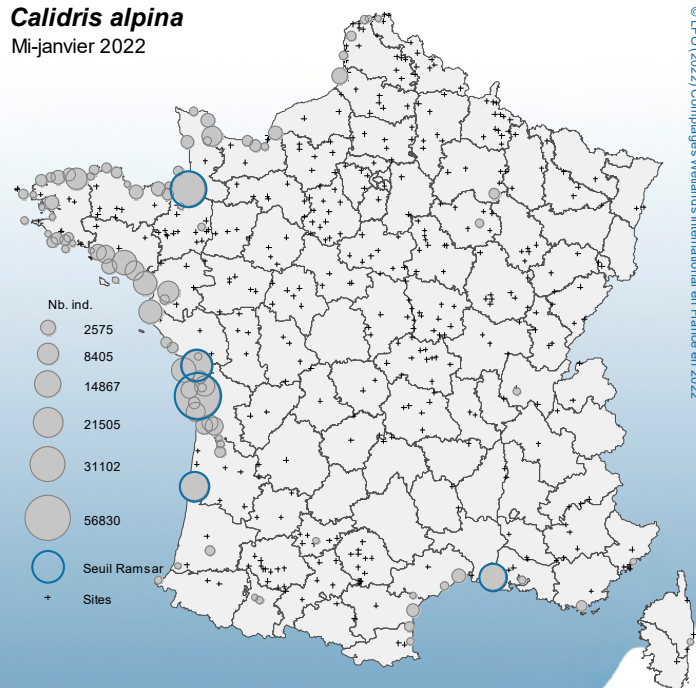 Calidris alpina
Mi-janvier 2022
Nb. ind.
2575
8405
14867
21505
31102
56830
Seuil Ramsar
Sites